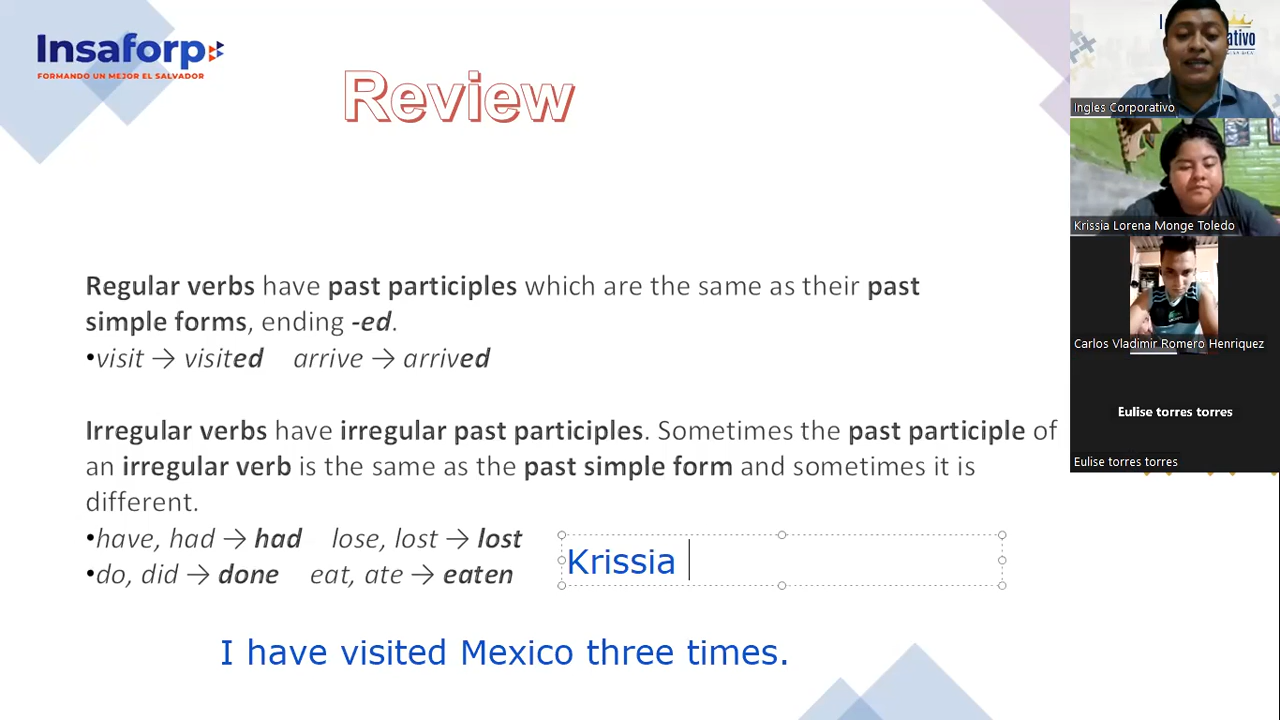 Insaforp
FORMANDO UN MEJOR EL SALVADOR
Review
Regular verbs have past participles which are the same as their past
simple forms, ending -ed.
•visit → visited arrive → arrived
Irregular verbs have irregular past participles. Sometimes the past participle of
an irregular verb is the same as the past simple form and sometimes it is
different.
•have, had → had lose, lost → lost
•do, did → done eat, ate → eaten
Krissia
I have visited Mexico three times.
Ingles Corporativo
Krissia Lorena Monge Toledo
Carlos Vladimir Romero Henriquez
Eulise torres torres
Eulise torres torres